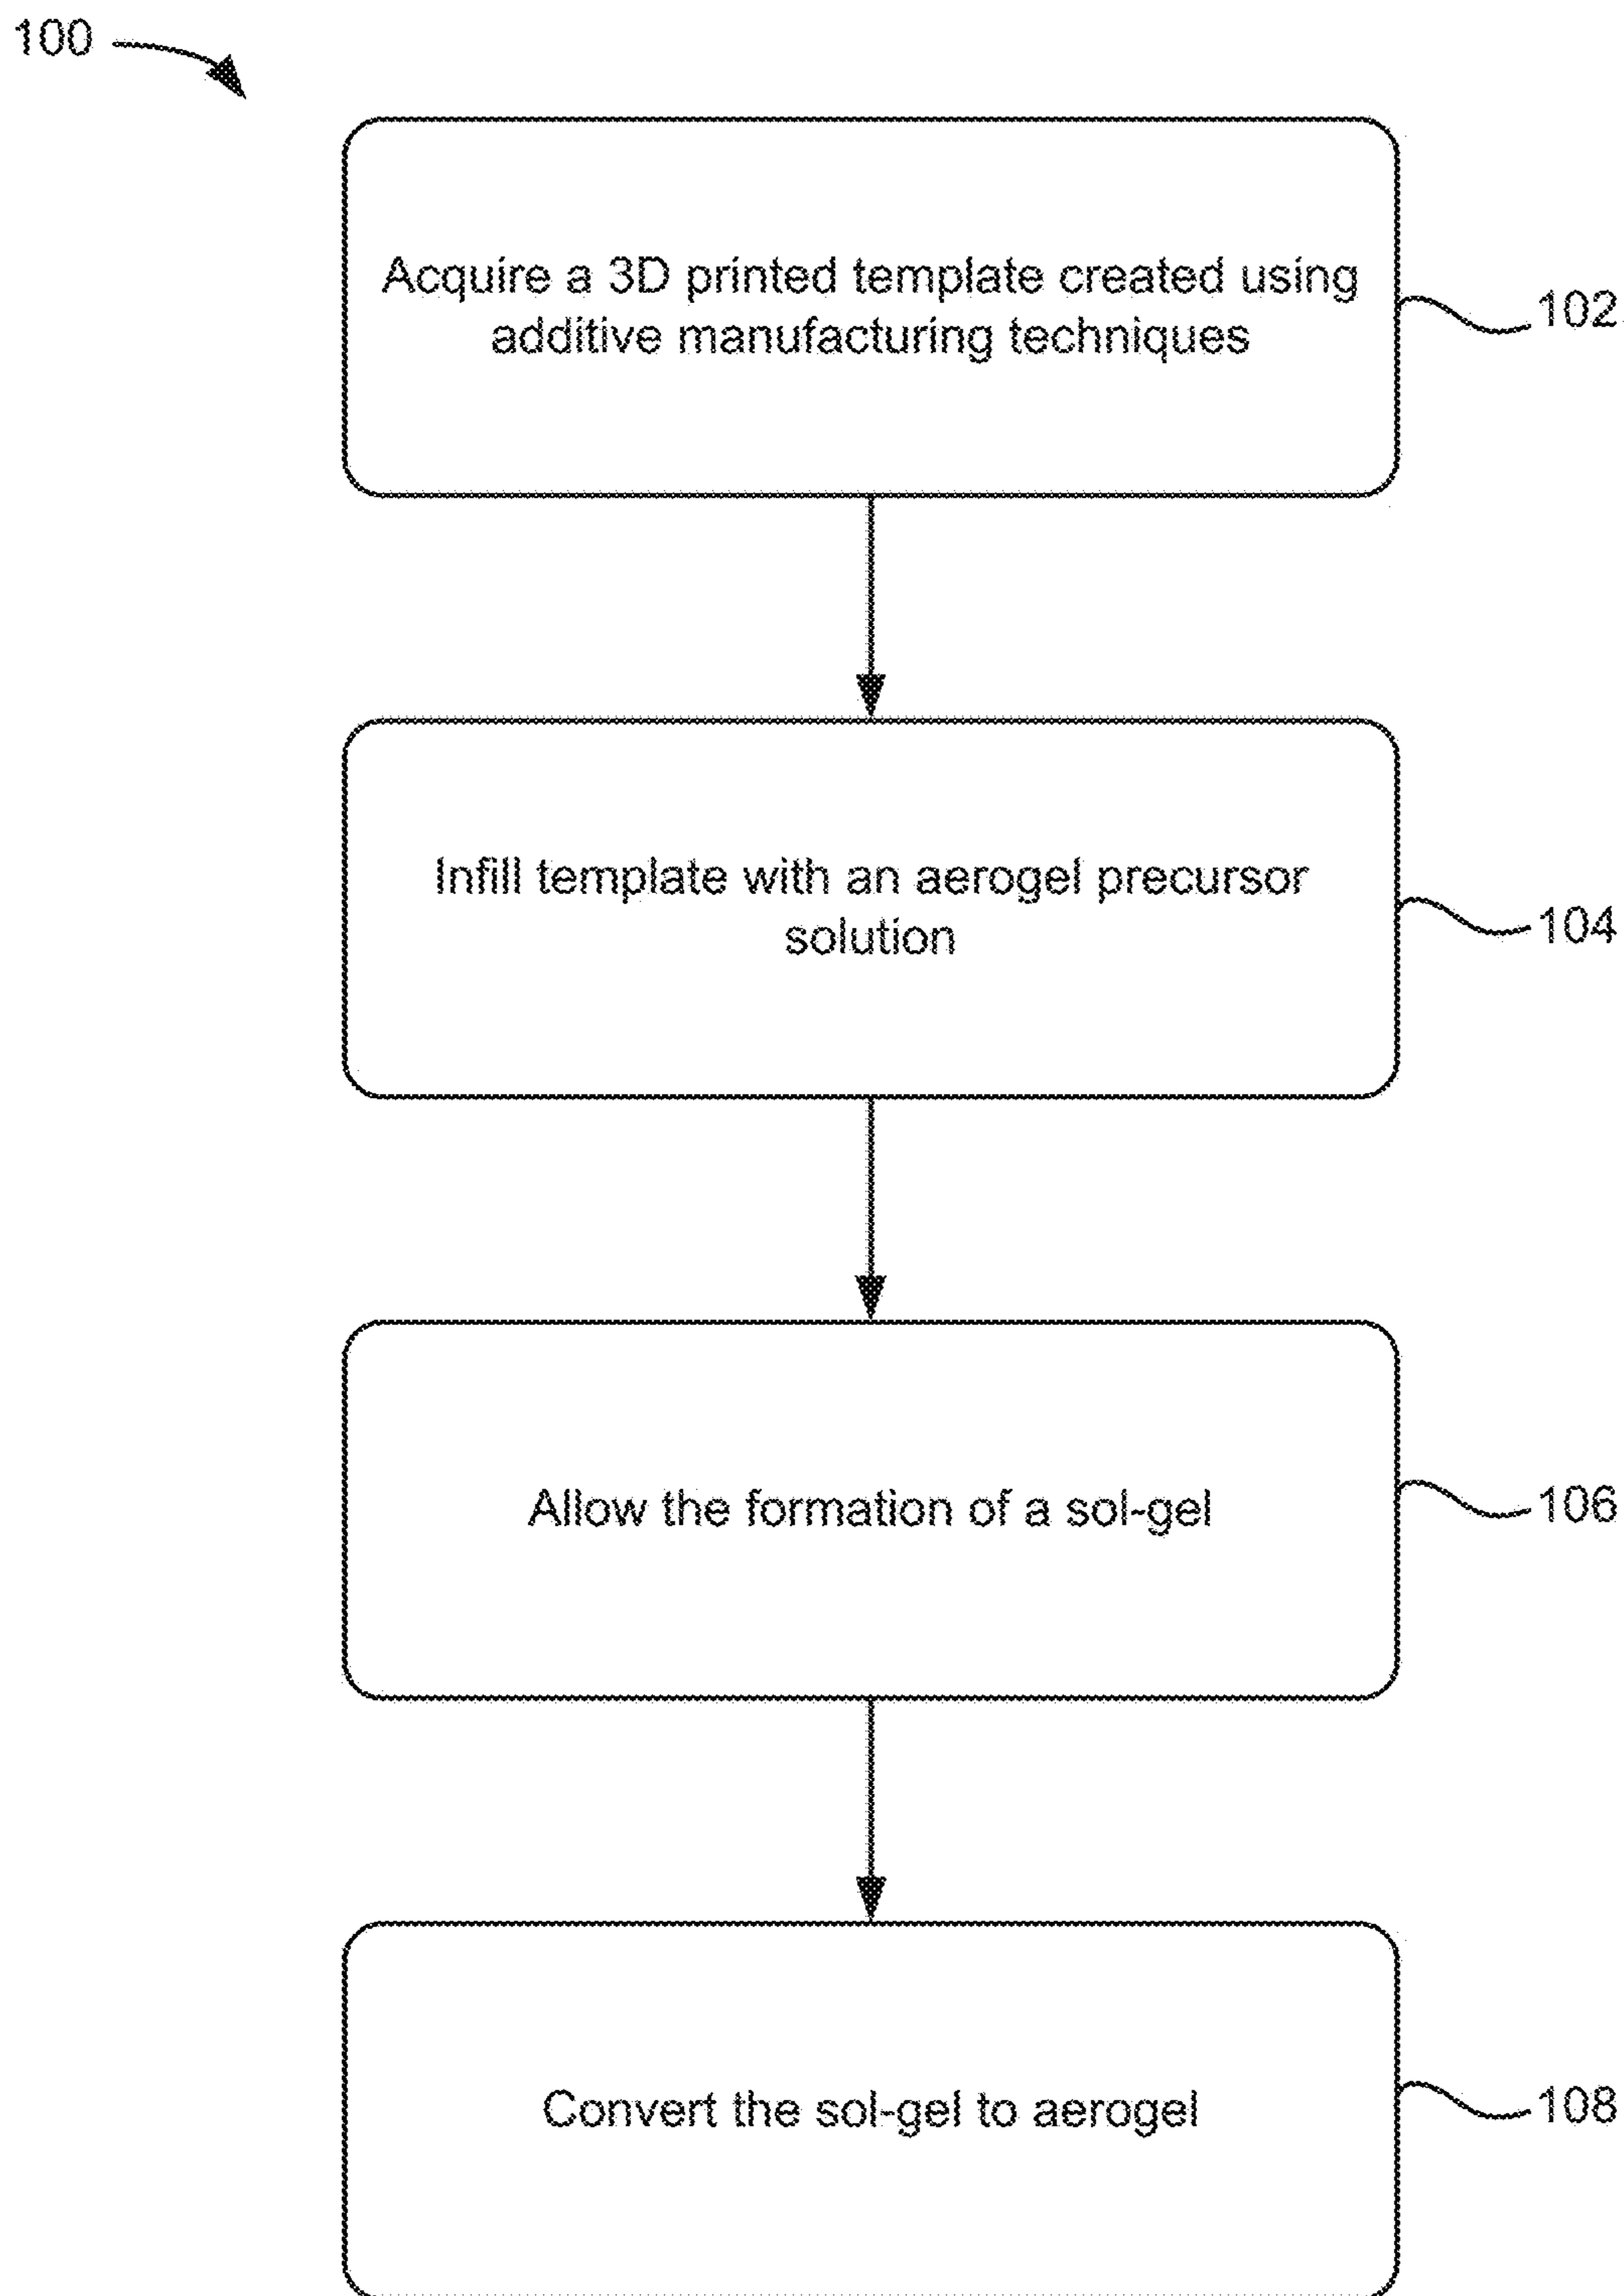 100
Acquire a 3D printed template created using
additive manufacturing techniques
102
Infill template with an aerogel precursor
solution
104
Allow the formation of a sol-gel
106
Convert the sol-gel to aerogel
108